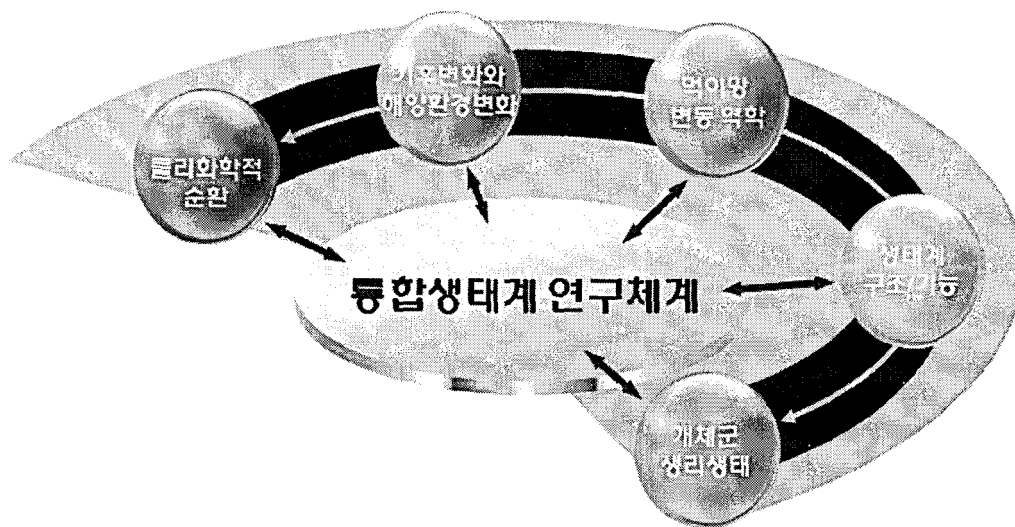 기후변화와
해양환경변화
먹이망
변동 역학
물리화학적
순환
생태계
구조/기능
통합생태계 연구체계
개체군
생리생태